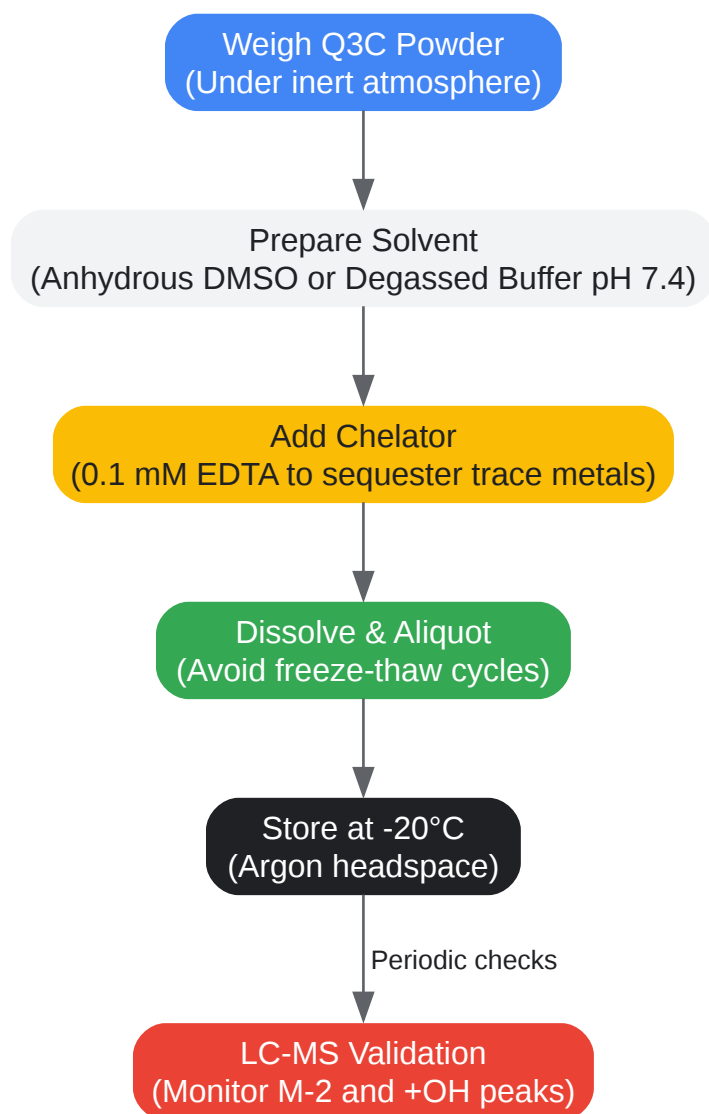 Weigh Q3C Powder
(Under inert atmosphere)
Prepare Solvent
(Anhydrous DMSO or Degassed Buffer pH 7.4)
Add Chelator
(0.1 mM EDTA to sequester trace metals)
Dissolve & Aliquot
(Avoid freeze-thaw cycles)
Store at -20°C
(Argon headspace)
Periodic checks
LC-MS Validation
(Monitor M-2 and +OH peaks)